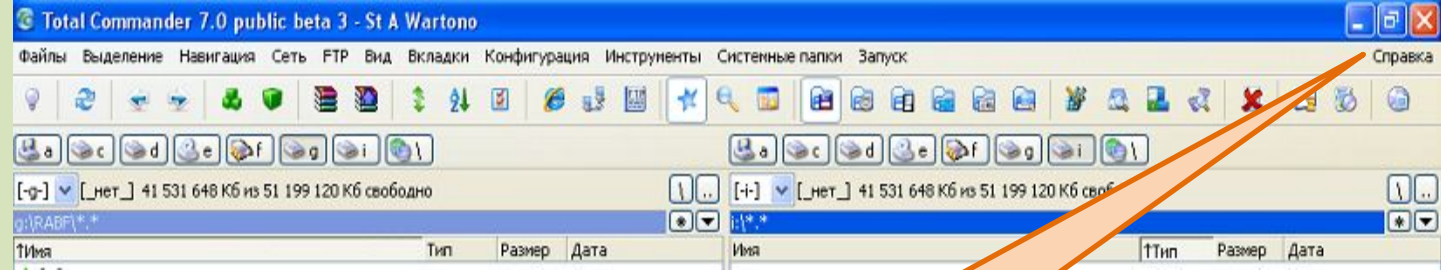 Total Commander 7.0 public beta 3 - St A Wartono
Файлы Выделение Навигация Сеть FTP Вид Вкладки Конфигурация Инструменты Системные папки Запуск Справка
a c d e f g i \ a c d e f g i \
[-g-] [_нет_] 41 531 648 Кб из 51 199 120 Кб свободно \ .. [-i-] [_нет_] 41 531 648 Кб из 51 199 120 Кб \ ..
g:\RABF\*.* * i:\*.* *
↑Имя Тип Размер Дата Имя ↑Тип Размер Дата